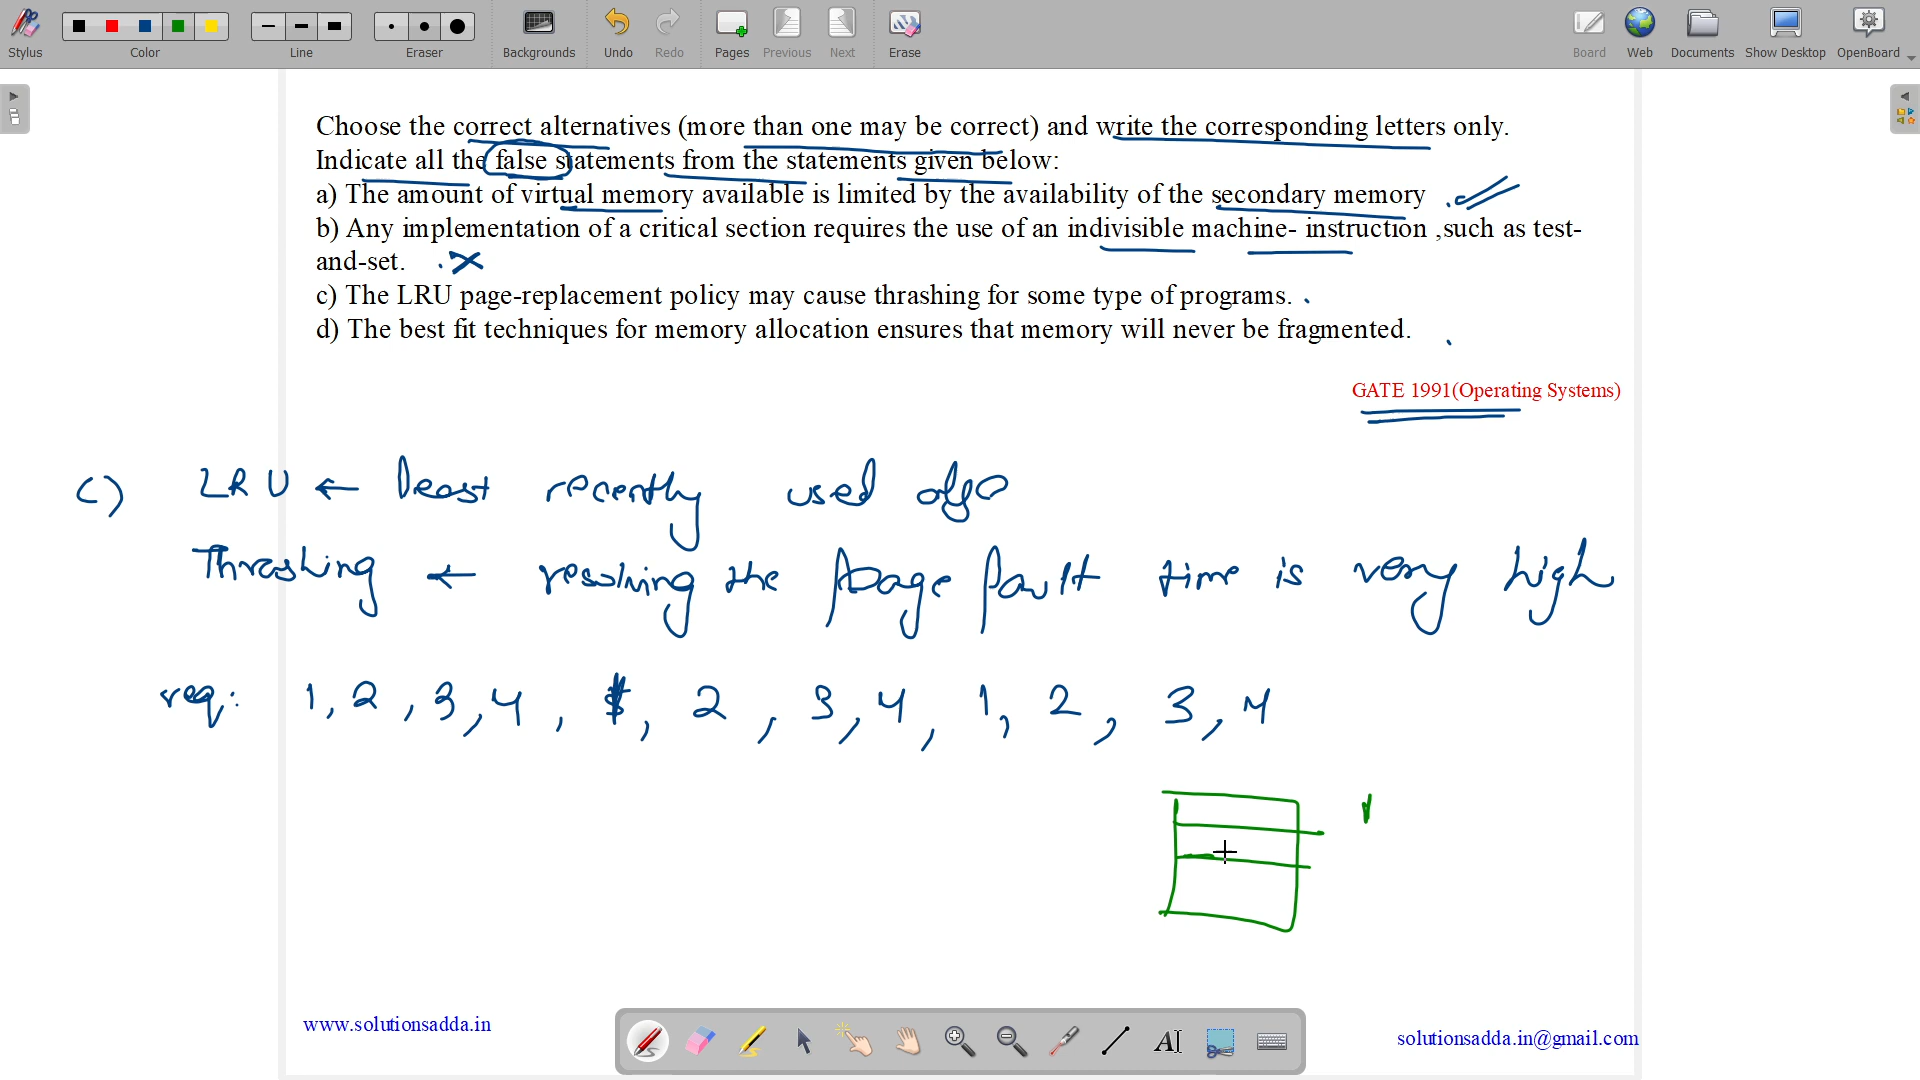 Stylus Color Line Eraser Backgrounds Undo Redo Pages Previous Next Erase Board Web Documents Show Desktop OpenBoard
Choose the correct alternatives (more than one may be correct) and write the corresponding letters only.
Indicate all the false statements from the statements given below:
a) The amount of virtual memory available is limited by the availability of the secondary memory
b) Any implementation of a critical section requires the use of an indivisible machine- instruction ,such as test-
and-set.
c) The LRU page-replacement policy may cause thrashing for some type of programs.
d) The best fit techniques for memory allocation ensures that memory will never be fragmented.
GATE 1991(Operating Systems)
c) LRU ← least recently used algo
Thrashing ← resolving the page fault time is very high
req: 1, 2, 3, 4, 1, 2, 3, 4, 1, 2, 3, 4
www.solutionsadda.in
solutionsadda.in@gmail.com